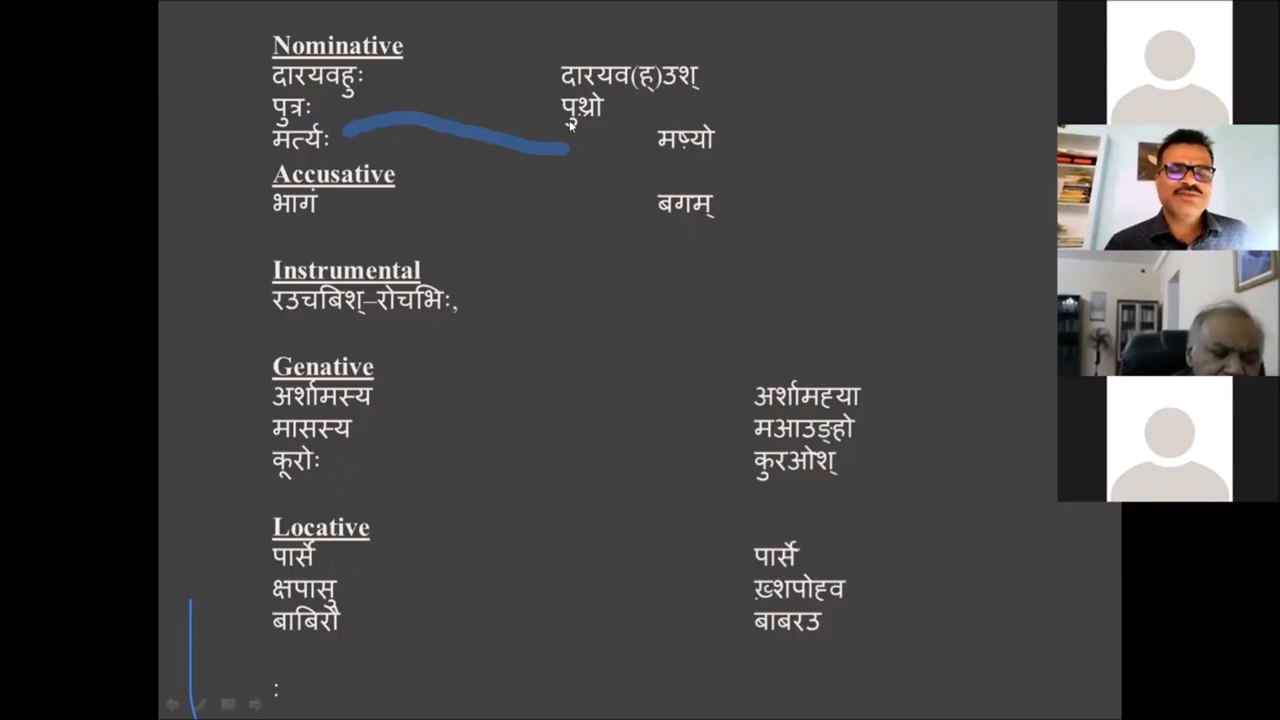 Nominative
दारयवहुः दारयव(ह्)उश्
पुत्रः पुथ़्रो
मर्त्यः मष़्यो
Accusative
भागं बगम्
Instrumental
रउचबिश्–रोचभिः,
Genative
अर्शामस्य अर्शामह्या
मासस्य मआउङ्हो
कूरोः कुरओश्
Locative
पार्से पार्से
क्षपासु ख़्शपोह्व
बाबिरौ बाबरउ
: